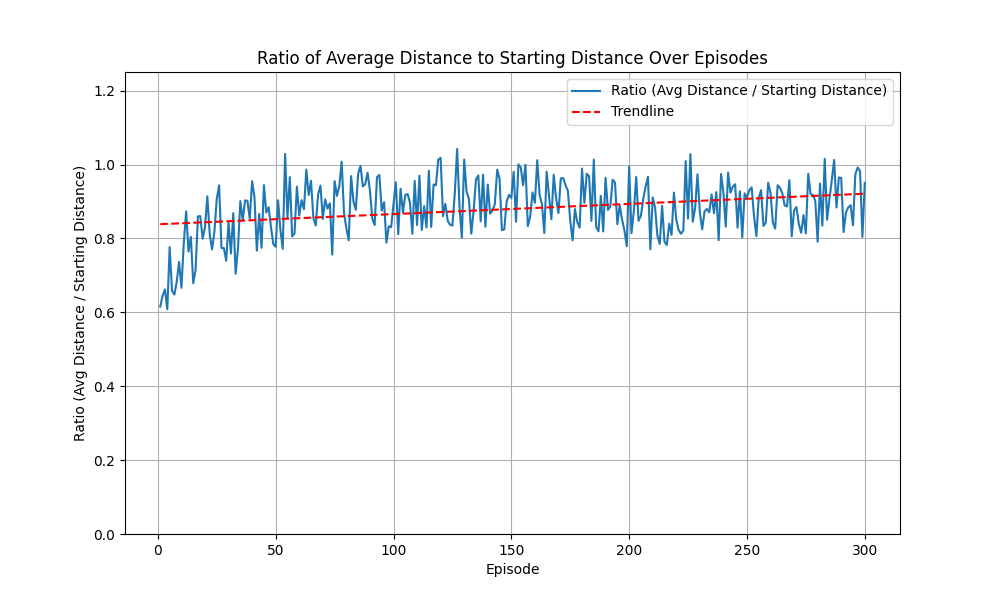 Ratio of Average Distance to Starting Distance Over Episodes
Ratio (Avg Distance / Starting Distance)
Trendline
Ratio (Avg Distance / Starting Distance)
1.2
1.0
0.8
0.6
0.4
0.2
0.0
0 50 100 150 200 250 300
Episode